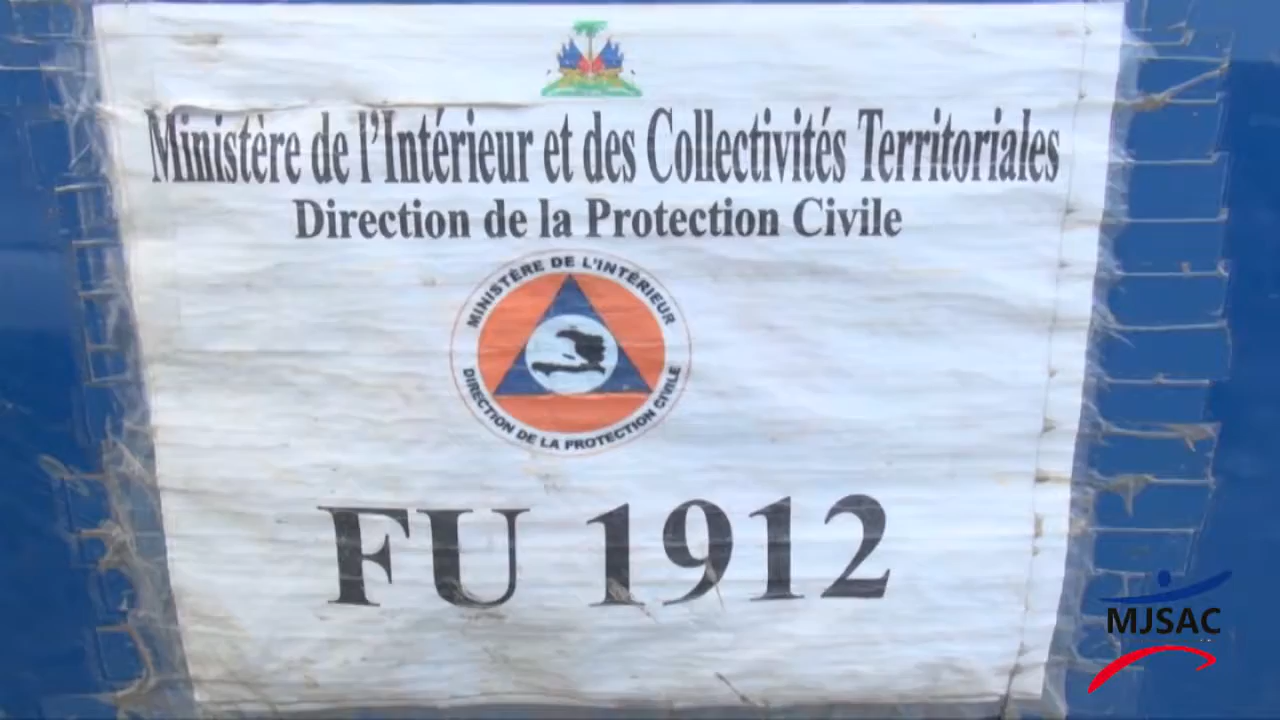 Ministère de l'Intérieur et des Collectivités Territoriales
Direction de la Protection Civile
MINISTÈRE DE L'INTÉRIEUR
DIRECTION DE LA PROTECTION CIVILE
FU 1912
MJSAC